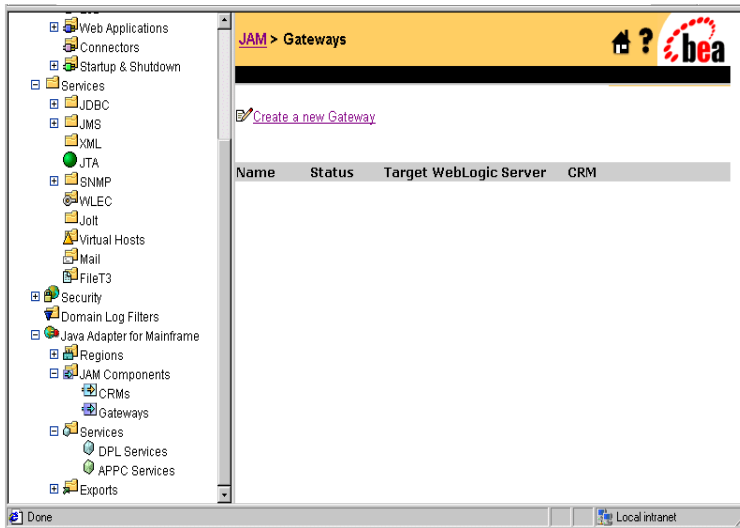 Web Applications
Connectors
Startup & Shutdown
Services
JDBC
JMS
XML
JTA
SNMP
WLEC
Jolt
Virtual Hosts
Mail
FileT3
Security
Domain Log Filters
Java Adapter for Mainframe
Regions
JAM Components
CRMs
Gateways
Services
DPL Services
APPC Services
Exports
JAM > Gateways
? bea
Create a new Gateway
Name Status Target WebLogic Server CRM
Done Local intranet